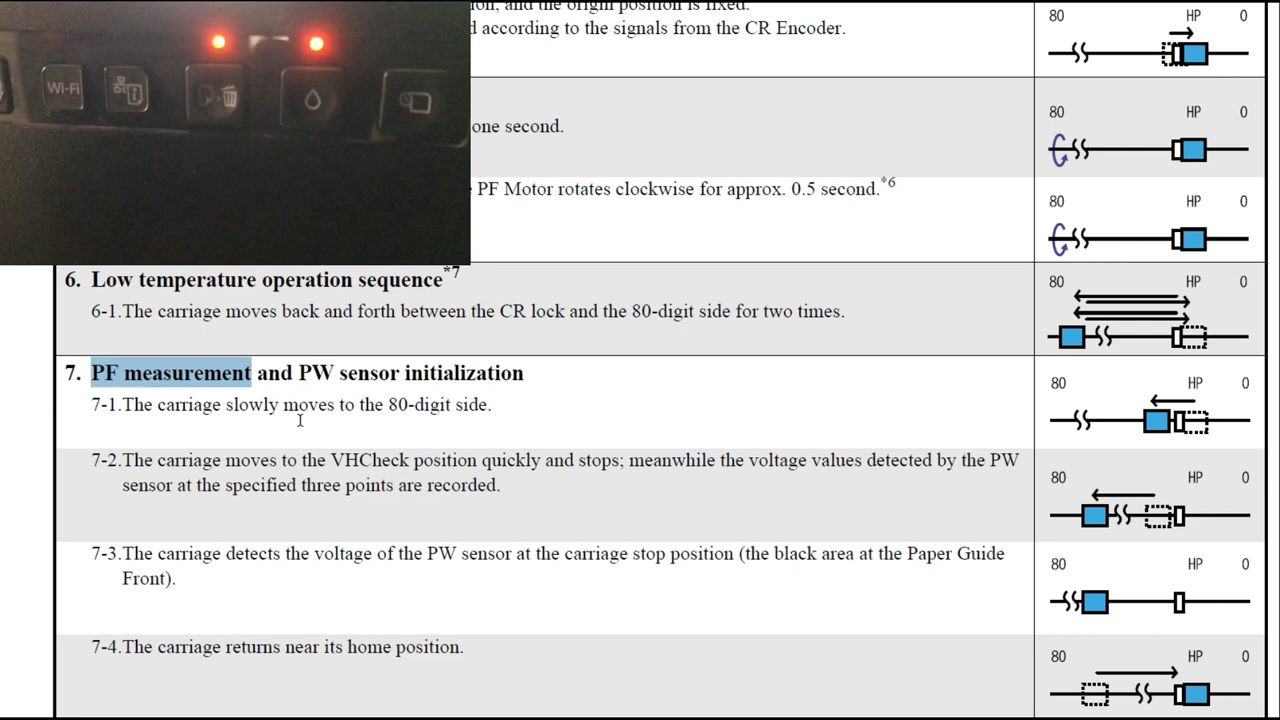 ion, and the origin position is fixed.
d according to the signals from the CR Encoder.
80 HP 0
Wi-Fi
80 HP 0
one second.
PF Motor rotates clockwise for approx. 0.5 second.*6
80 HP 0
6. Low temperature operation sequence*7
80 HP 0
6-1.The carriage moves back and forth between the CR lock and the 80-digit side for two times.
7. PF measurement and PW sensor initialization
80 HP 0
7-1.The carriage slowly moves to the 80-digit side.
7-2.The carriage moves to the VHCheck position quickly and stops; meanwhile the voltage values detected by the PW
sensor at the specified three points are recorded.
80 HP 0
7-3.The carriage detects the voltage of the PW sensor at the carriage stop position (the black area at the Paper Guide
Front).
80 HP 0
7-4.The carriage returns near its home position.
80 HP 0